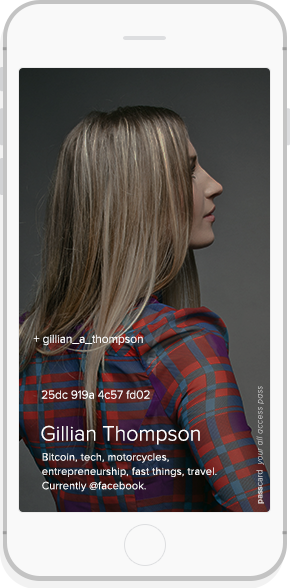 + gillian_a_thompson
25dc 919a 4c57 fd02
Gillian Thompson
Bitcoin, tech, motorcycles,
entrepreneurship, fast things, travel.
Currently @facebook.
passcard your all access pass